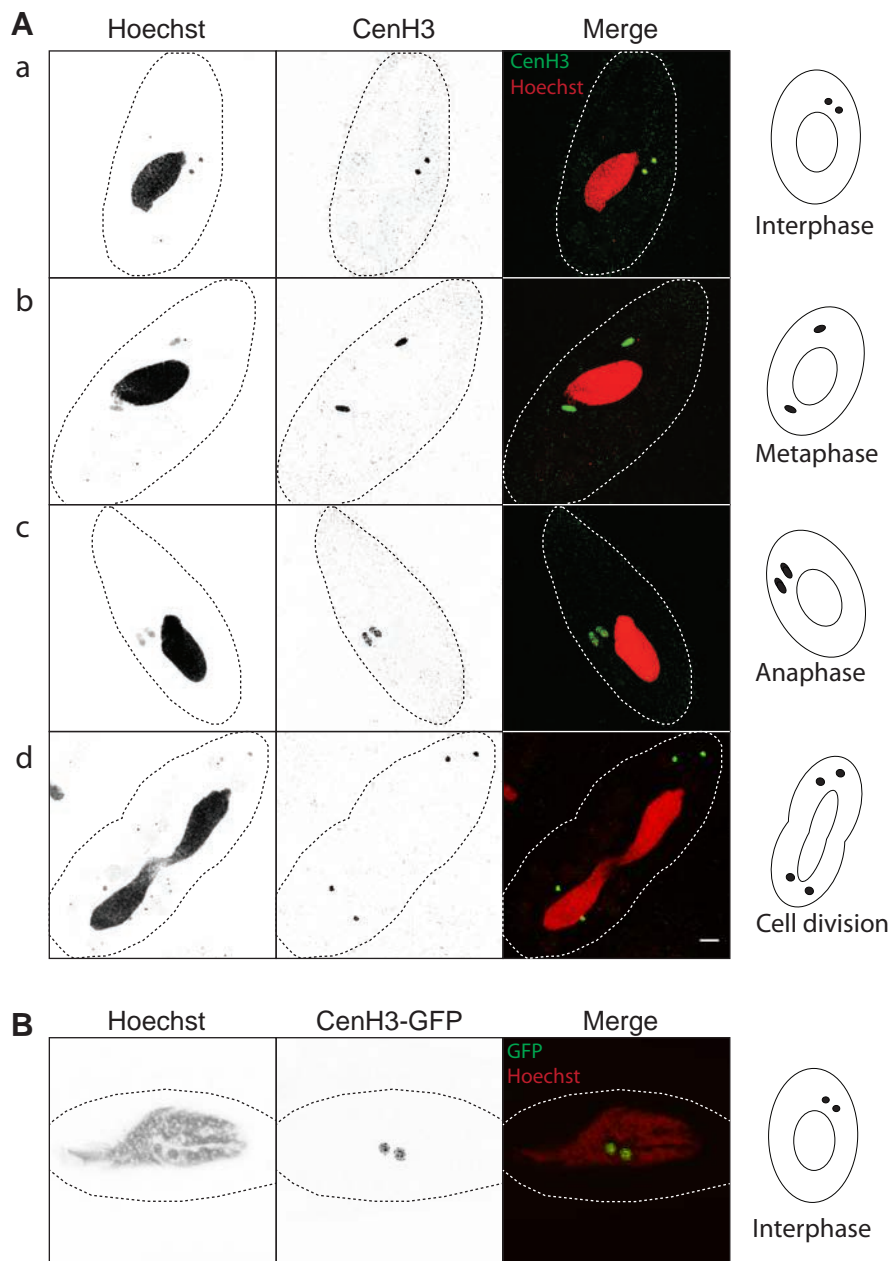 A
Hoechst CenH3 Merge
a
CenH3
Hoechst
Interphase
b
Metaphase
c
Anaphase
d
Cell division
B
Hoechst CenH3-GFP Merge
GFP
Hoechst
Interphase